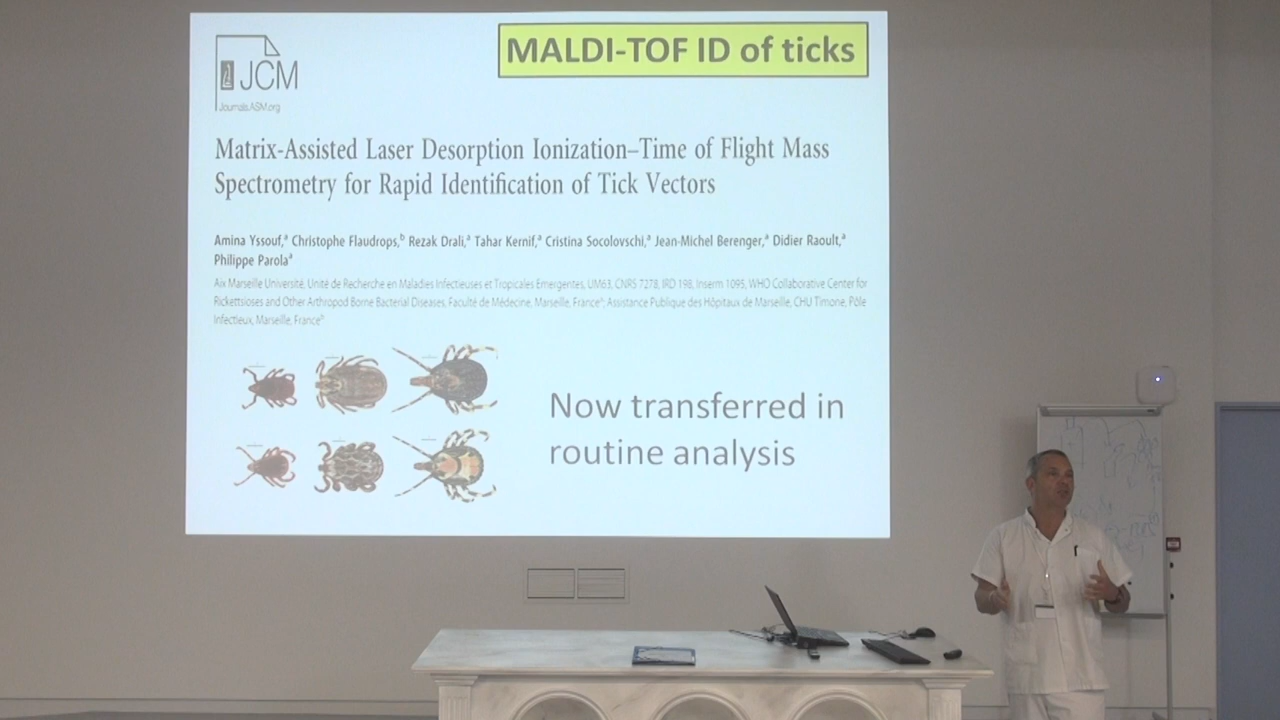 MALDI-TOF ID of ticks
JCM
Journals.ASM.org
Matrix-Assisted Laser Desorption Ionization–Time of Flight Mass
Spectrometry for Rapid Identification of Tick Vectors
Amina Yssouf,ᵃ Christophe Flaudrops,ᵇ Rezak Drali,ᵃ Tahar Kernif,ᵃ Cristina Socolovschi,ᵃ Jean-Michel Berenger,ᵃ Didier Raoult,ᵃ
Philippe Parolaᵃ
Aix Marseille Université, Unité de Recherche en Maladies Infectieuses et Tropicales Emergentes, UM63, CNRS 7278, IRD 198, Inserm 1095, WHO Collaborative Center for
Rickettsioses and Other Arthropod Borne Bacterial Diseases, Faculté de Médecine, Marseille, Franceᵃ; Assistance Publique des Hôpitaux de Marseille, CHU Timone, Pôle
Infectieux, Marseille, Franceᵇ
Now transferred in
routine analysis